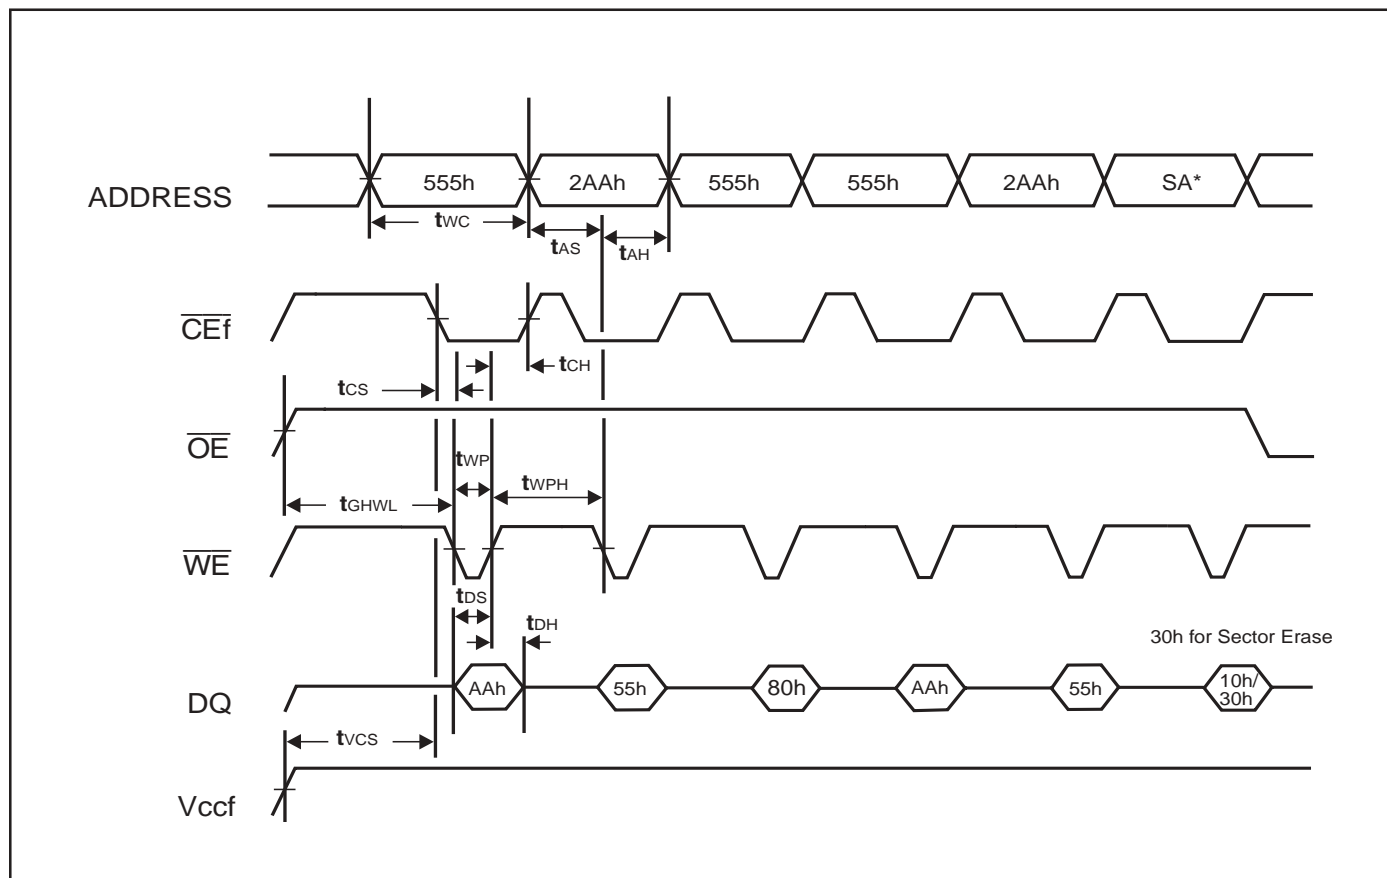 ADDRESS 555h 2AAh 555h 555h 2AAh SA*
tWC
tAS tAH
CEf
tCH
tCS
OE
tWP
tWPH
tGHWL
WE
tDS
tDH
30h for Sector Erase
DQ AAh 55h 80h AAh 55h 10h/
30h
tVCS
Vccf